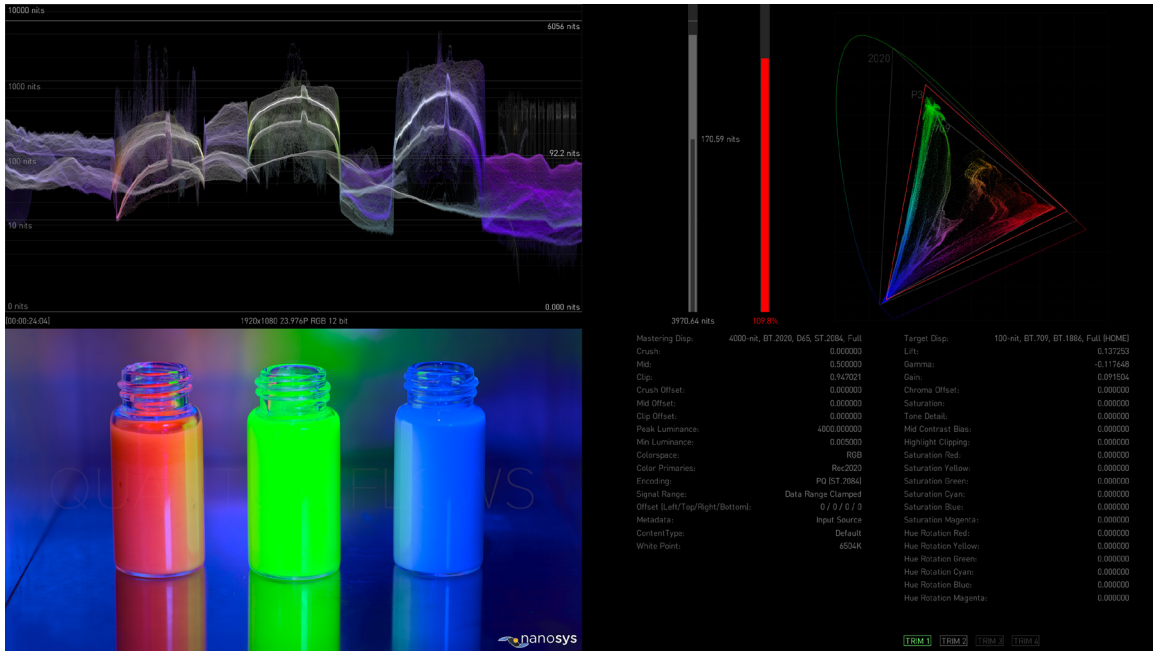 10000 nits
6056 nits
1000 nits
100 nits
92.2 nits
10 nits
0 nits
0.000 nits
[00:00:24:04]
1920x1080 23.976P RGB 12 bit
nanosys
170.59 nits
3970.64 nits
109.8%
2020
P3
709
Mastering Disp: 4000-nit, BT.2020, D65, ST.2084, Full
Crush: 0.000000
Mid: 0.500000
Clip: 0.947021
Crush Offset: 0.000000
Mid Offset: 0.000000
Clip Offset: 0.000000
Peak Luminance: 4000.000000
Min Luminance: 0.005000
Colorspace: RGB
Color Primaries: Rec2020
Encoding: PQ (ST.2084)
Signal Range: Data Range Clamped
Offset (Left/Top/Right/Bottom): 0 / 0 / 0 / 0
Metadata: Input Source
ContentType: Default
White Point: 6504K
Target Disp: 100-nit, BT.709, BT.1886, Full (HOME)
Lift: 0.137253
Gamma: -0.117648
Gain: 0.091504
Chroma Offset: 0.000000
Saturation: 0.000000
Tone Detail: 0.000000
Mid Contrast Bias: 0.000000
Highlight Clipping: 0.000000
Saturation Red: 0.000000
Saturation Yellow: 0.000000
Saturation Green: 0.000000
Saturation Cyan: 0.000000
Saturation Blue: 0.000000
Saturation Magenta: 0.000000
Hue Rotation Red: 0.000000
Hue Rotation Yellow: 0.000000
Hue Rotation Green: 0.000000
Hue Rotation Cyan: 0.000000
Hue Rotation Blue: 0.000000
Hue Rotation Magenta: 0.000000
TRIM 1 TRIM 2 TRIM 3 TRIM 4